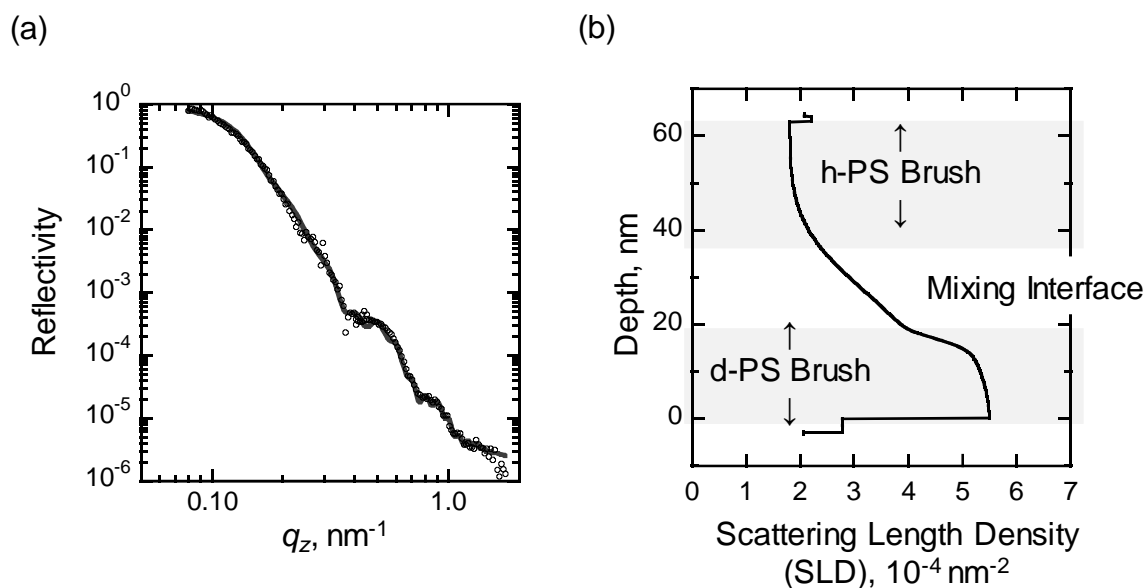 (a)
(b)
10⁰
10⁻¹
10⁻²
10⁻³
10⁻⁴
10⁻⁵
10⁻⁶
Reflectivity
0.10
1.0
q_z, nm⁻¹
60
40
20
0
Depth, nm
h-PS Brush
Mixing Interface
d-PS Brush
0 1 2 3 4 5 6 7
Scattering Length Density
(SLD), 10⁻⁴ nm⁻²